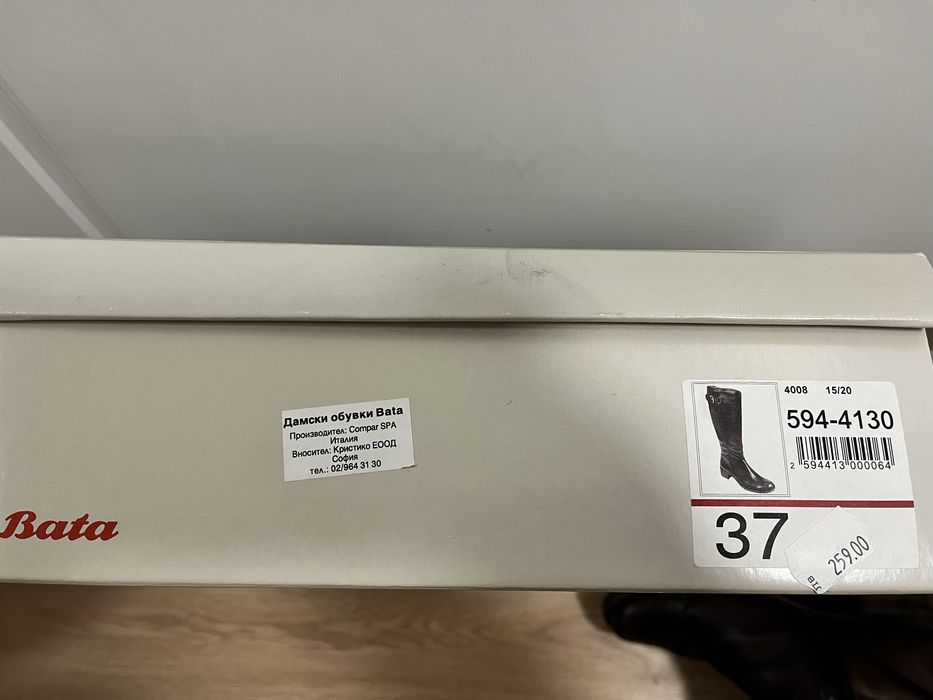 Дамски обувки Bata
Производител: Compar SPA
Италия
Вносител: Кристико ЕООД
София
тел.: 02/964 31 30
Bata
4008 15/20
594-4130
2 594413 000064
37
259.00